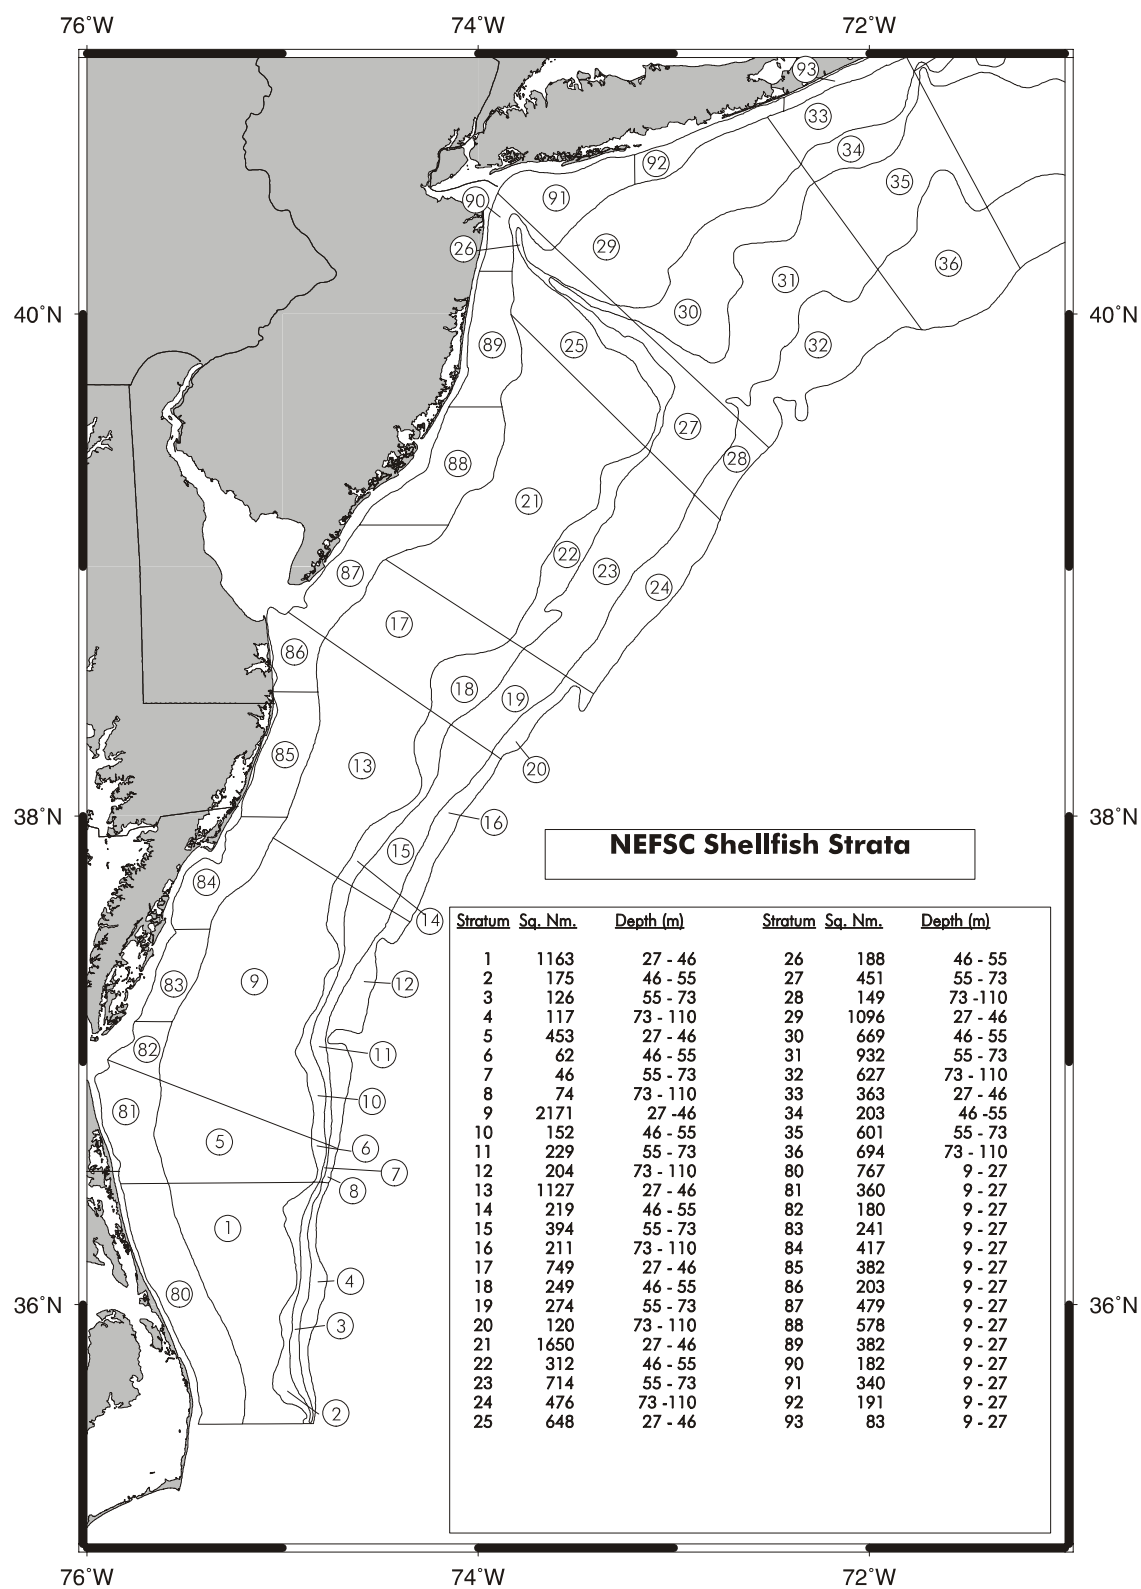 76°W 74°W 72°W
93
33
34
92
35
90 91
26 29
36
31
40°N 30 40°N
89 25 32
27
88 28
21
22
87 23
24
17
86
18 19
85 13 20
38°N 16 38°N
NEFSC Shellfish Strata
15
84
14
9 12
83
82 11
10
81
5 6
7
8
1
4
36°N 80 36°N
3
2
Stratum Sq. Nm. Depth (m) Stratum Sq. Nm. Depth (m)
1 1163 27 - 46 26 188 46 - 55
2 175 46 - 55 27 451 55 - 73
3 126 55 - 73 28 149 73 -110
4 117 73 - 110 29 1096 27 - 46
5 453 27 - 46 30 669 46 - 55
6 62 46 - 55 31 932 55 - 73
7 46 55 - 73 32 627 73 - 110
8 74 73 - 110 33 363 27 - 46
9 2171 27 -46 34 203 46 -55
10 152 46 - 55 35 601 55 - 73
11 229 55 - 73 36 694 73 - 110
12 204 73 - 110 80 767 9 - 27
13 1127 27 - 46 81 360 9 - 27
14 219 46 - 55 82 180 9 - 27
15 394 55 - 73 83 241 9 - 27
16 211 73 - 110 84 417 9 - 27
17 749 27 - 46 85 382 9 - 27
18 249 46 - 55 86 203 9 - 27
19 274 55 - 73 87 479 9 - 27
20 120 73 - 110 88 578 9 - 27
21 1650 27 - 46 89 382 9 - 27
22 312 46 - 55 90 182 9 - 27
23 714 55 - 73 91 340 9 - 27
24 476 73 -110 92 191 9 - 27
25 648 27 - 46 93 83 9 - 27
76°W 74°W 72°W